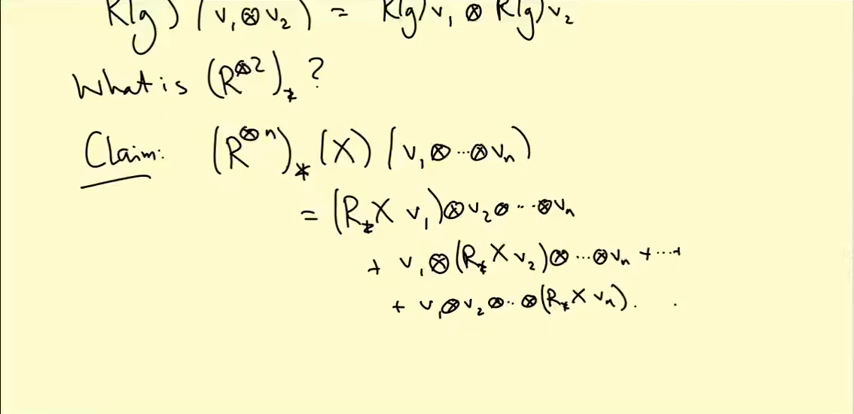 R(g) (v₁⊗v₂) = R(g)v₁ ⊗ R(g)v₂
What is (R^⊗2)_* ?
Claim: (R^⊗n)_* (X) (v₁⊗...⊗vₙ)
= (R_*X v₁)⊗v₂⊗...⊗vₙ
+ v₁⊗(R_*X v₂)⊗...⊗vₙ +...+
+ v₁⊗v₂⊗..⊗(R_*X vₙ).